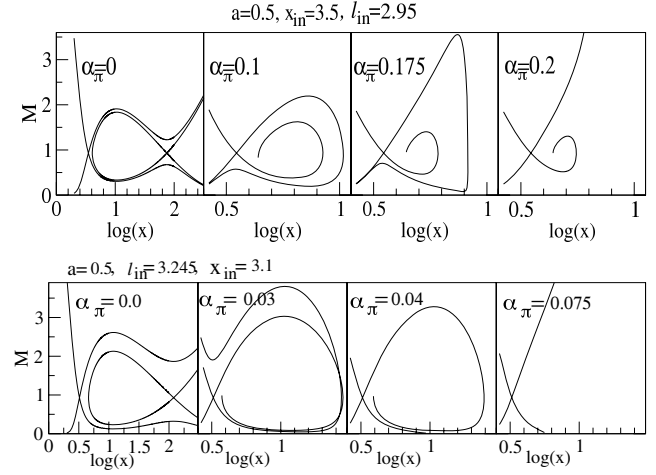 a=0.5, x_in=3.5, l_in=2.95
α_π=0 α_π=0.1 α_π=0.175 α_π=0.2
3
2
1
0
M
0 1 2 0.5 1 0.5 1 0.5 1
log(x) log(x) log(x) log(x)
a=0.5, l_in=3.245, x_in=3.1
α_π=0.0 α_π=0.03 α_π=0.04 α_π=0.075
3
2
1
0
M
0 0.5 1 1.5 2 0.5 1 0.5 1 0.5 1
log(x) log(x) log(x) log(x)